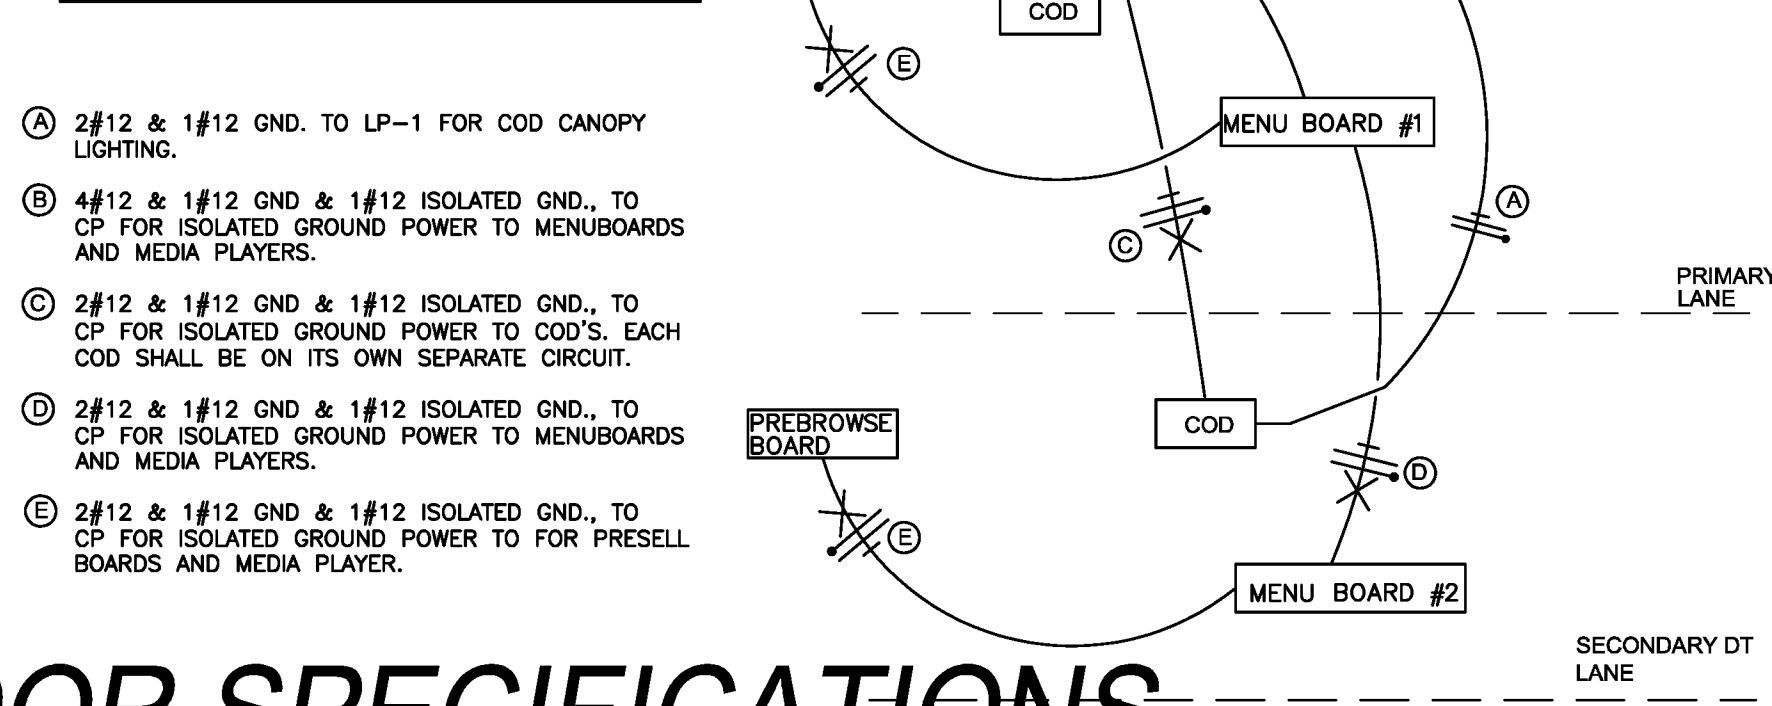 COD
E
A 2#12 & 1#12 GND. TO LP-1 FOR COD CANOPY
LIGHTING.
B 4#12 & 1#12 GND & 1#12 ISOLATED GND., TO
CP FOR ISOLATED GROUND POWER TO MENUBOARDS
AND MEDIA PLAYERS.
C 2#12 & 1#12 GND & 1#12 ISOLATED GND., TO
CP FOR ISOLATED GROUND POWER TO COD'S. EACH
COD SHALL BE ON ITS OWN SEPARATE CIRCUIT.
D 2#12 & 1#12 GND & 1#12 ISOLATED GND., TO
CP FOR ISOLATED GROUND POWER TO MENUBOARDS
AND MEDIA PLAYERS.
E 2#12 & 1#12 GND & 1#12 ISOLATED GND., TO
CP FOR ISOLATED GROUND POWER TO FOR PRESELL
BOARDS AND MEDIA PLAYER.
MENU BOARD #1
A
C
PRIMARY
LANE
PREBROWSE
BOARD
COD
D
E
MENU BOARD #2
SECONDARY DT
LANE
OOR SPECIFICATIONS